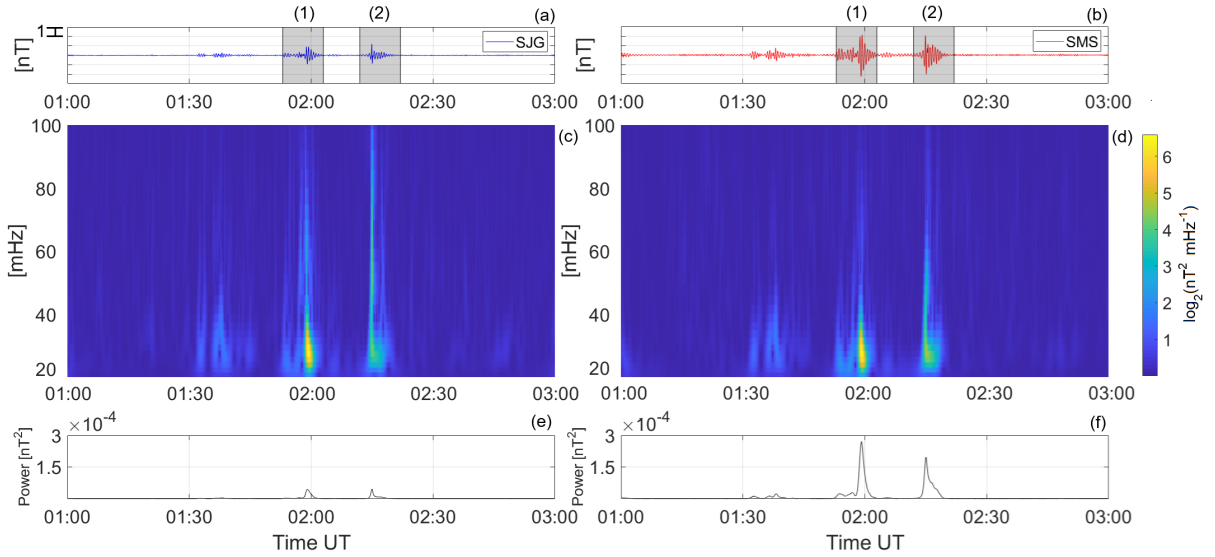 (1) (2) (a) (1) (2) (b)
1
[nT]
SJG
[nT]
SMS
01:00 01:30 02:00 02:30 03:00 01:00 01:30 02:00 02:30 03:00
100 (c) 100 (d)
80 80
60 60
40 40
20 20
[mHz]
[mHz]
6
5
4
3
2
1
log₂(nT² mHz⁻¹)
01:00 01:30 02:00 02:30 03:00 01:00 01:30 02:00 02:30 03:00
×10⁻⁴ (e) ×10⁻⁴ (f)
3 3
1.5 1.5
Power [nT²]
Power [nT²]
01:00 01:30 02:00 02:30 03:00 01:00 01:30 02:00 02:30 03:00
Time UT Time UT